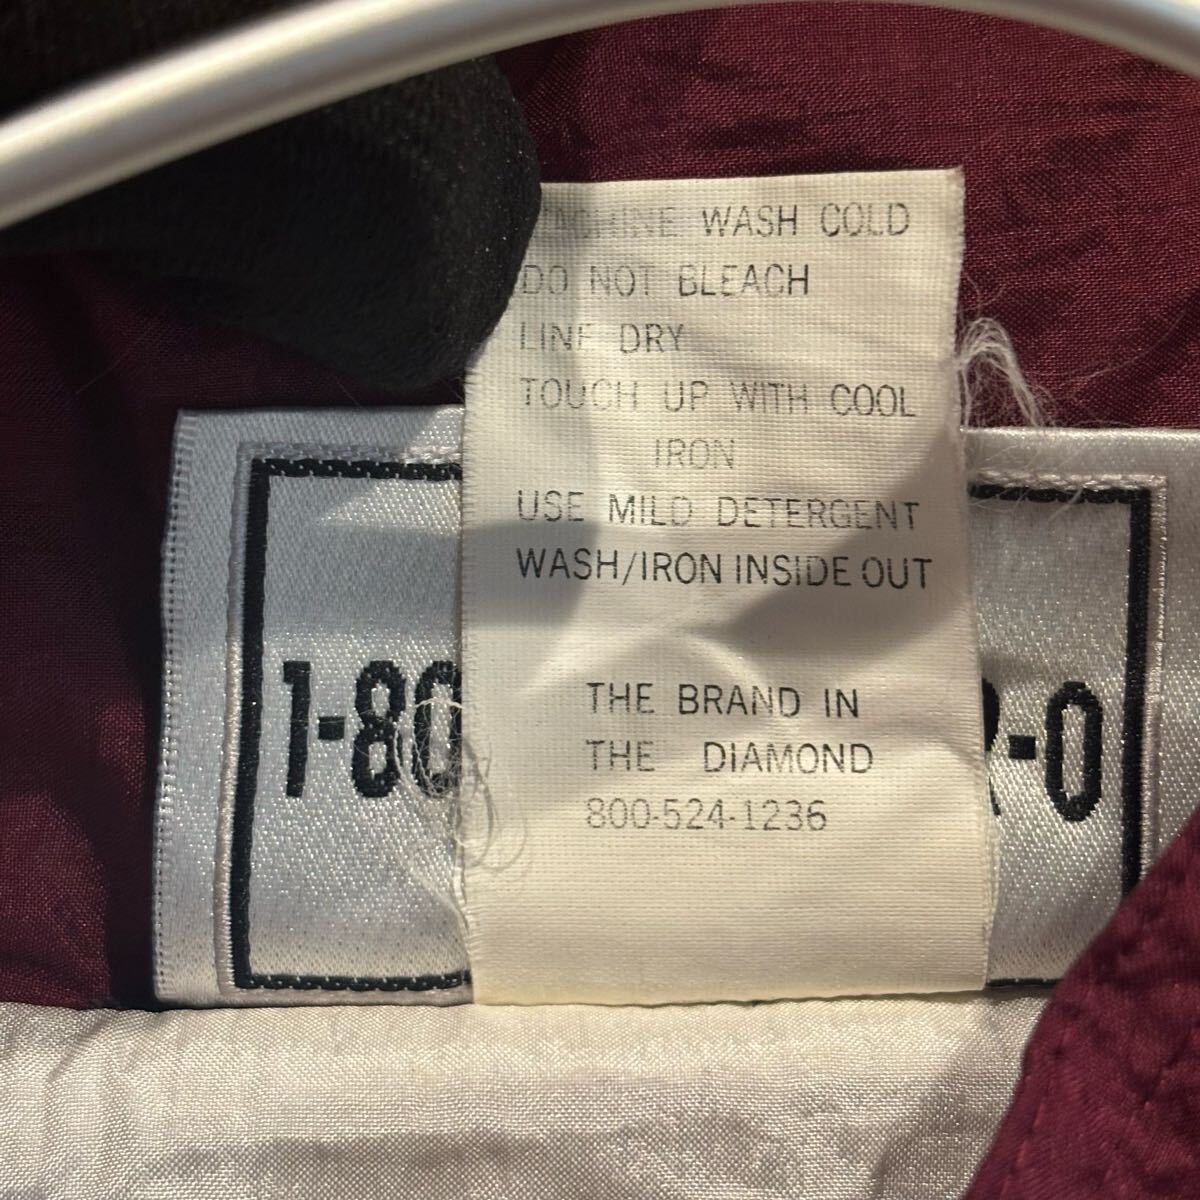 MACHINE WASH COLD
DO NOT BLEACH
LINE DRY
TOUCH UP WITH COOL
IRON
USE MILD DETERGENT
WASH/IRON INSIDE OUT
THE BRAND IN
THE DIAMOND
800-524-1236
1-80
-0